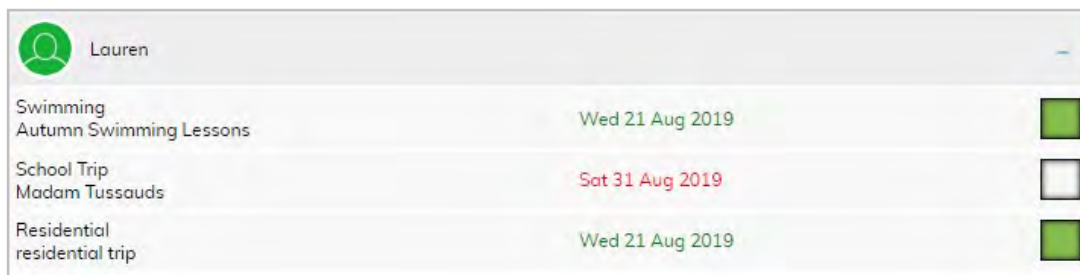 Lauren
Swimming
Autumn Swimming Lessons
Wed 21 Aug 2019
School Trip
Madam Tussauds
Sat 31 Aug 2019
Residential
residential trip
Wed 21 Aug 2019